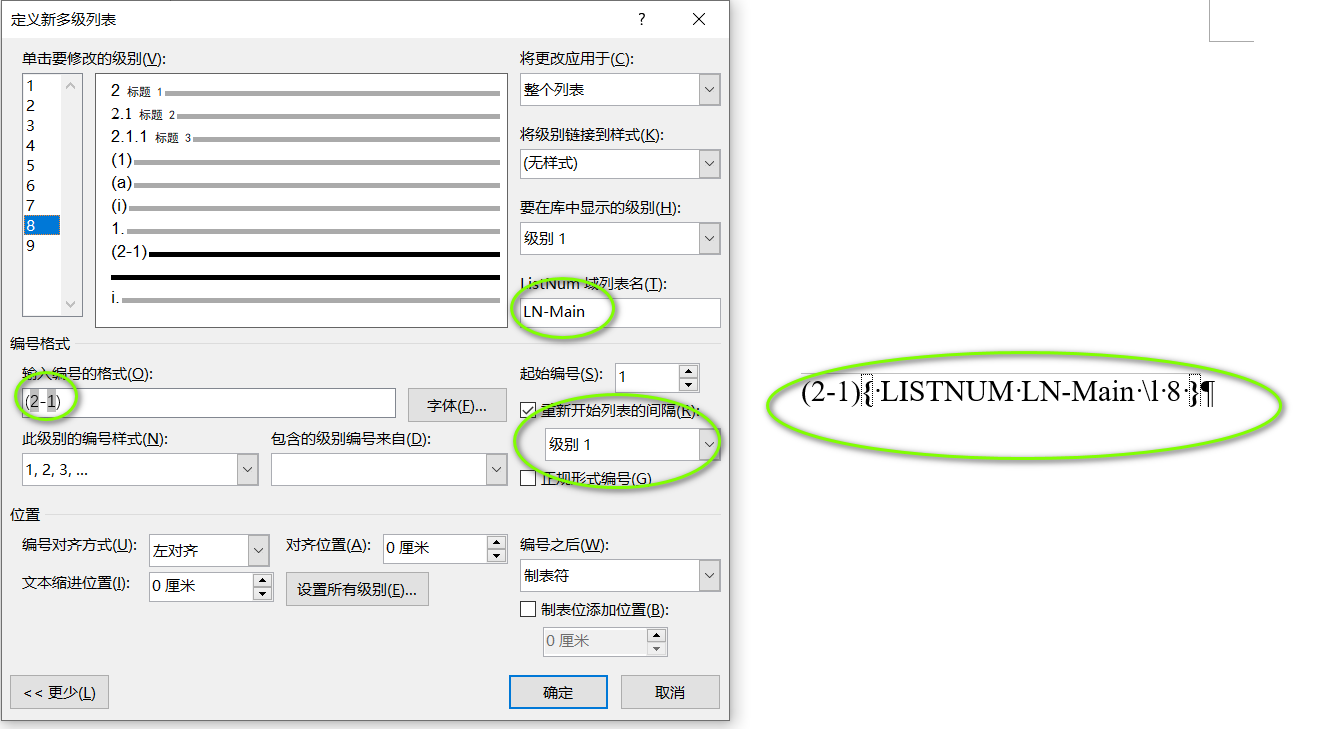 定义新多级列表 ?
单击要修改的级别(V):
1
2
3
4
5
6
7
8
9
2 标题 1
2.1 标题 2
2.1.1 标题 3
(1)
(a)
(i)
1.
(2-1)
i.
将更改应用于(C):
整个列表
将级别链接到样式(K):
(无样式)
要在库中显示的级别(H):
级别 1
ListNum 域列表名(T):
LN-Main
编号格式
输入编号的格式(O):
(2-1)
字体(F)...
此级别的编号样式(N):
1, 2, 3, ...
包含的级别编号来自(D):
起始编号(S):
1
重新开始列表的间隔(R):
级别 1
正规形式编号(G)
位置
编号对齐方式(U):
左对齐
对齐位置(A):
0 厘米
文本缩进位置(I):
0 厘米
设置所有级别(E)...
编号之后(W):
制表符
制表位添加位置(B):
0 厘米
<< 更少(L)
确定
取消
(2-1){·LISTNUM·LN-Main·\l·8·}¶